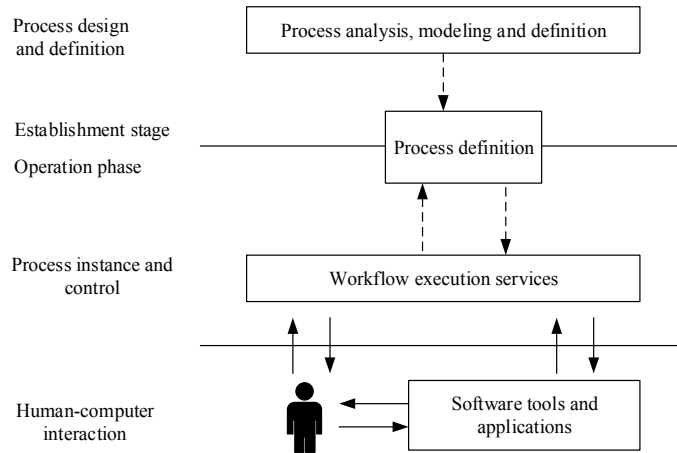 Process design
and definition
Process analysis, modeling and definition
Establishment stage
Operation phase
Process definition
Process instance and
control
Workflow execution services
Human-computer
interaction
Software tools and
applications